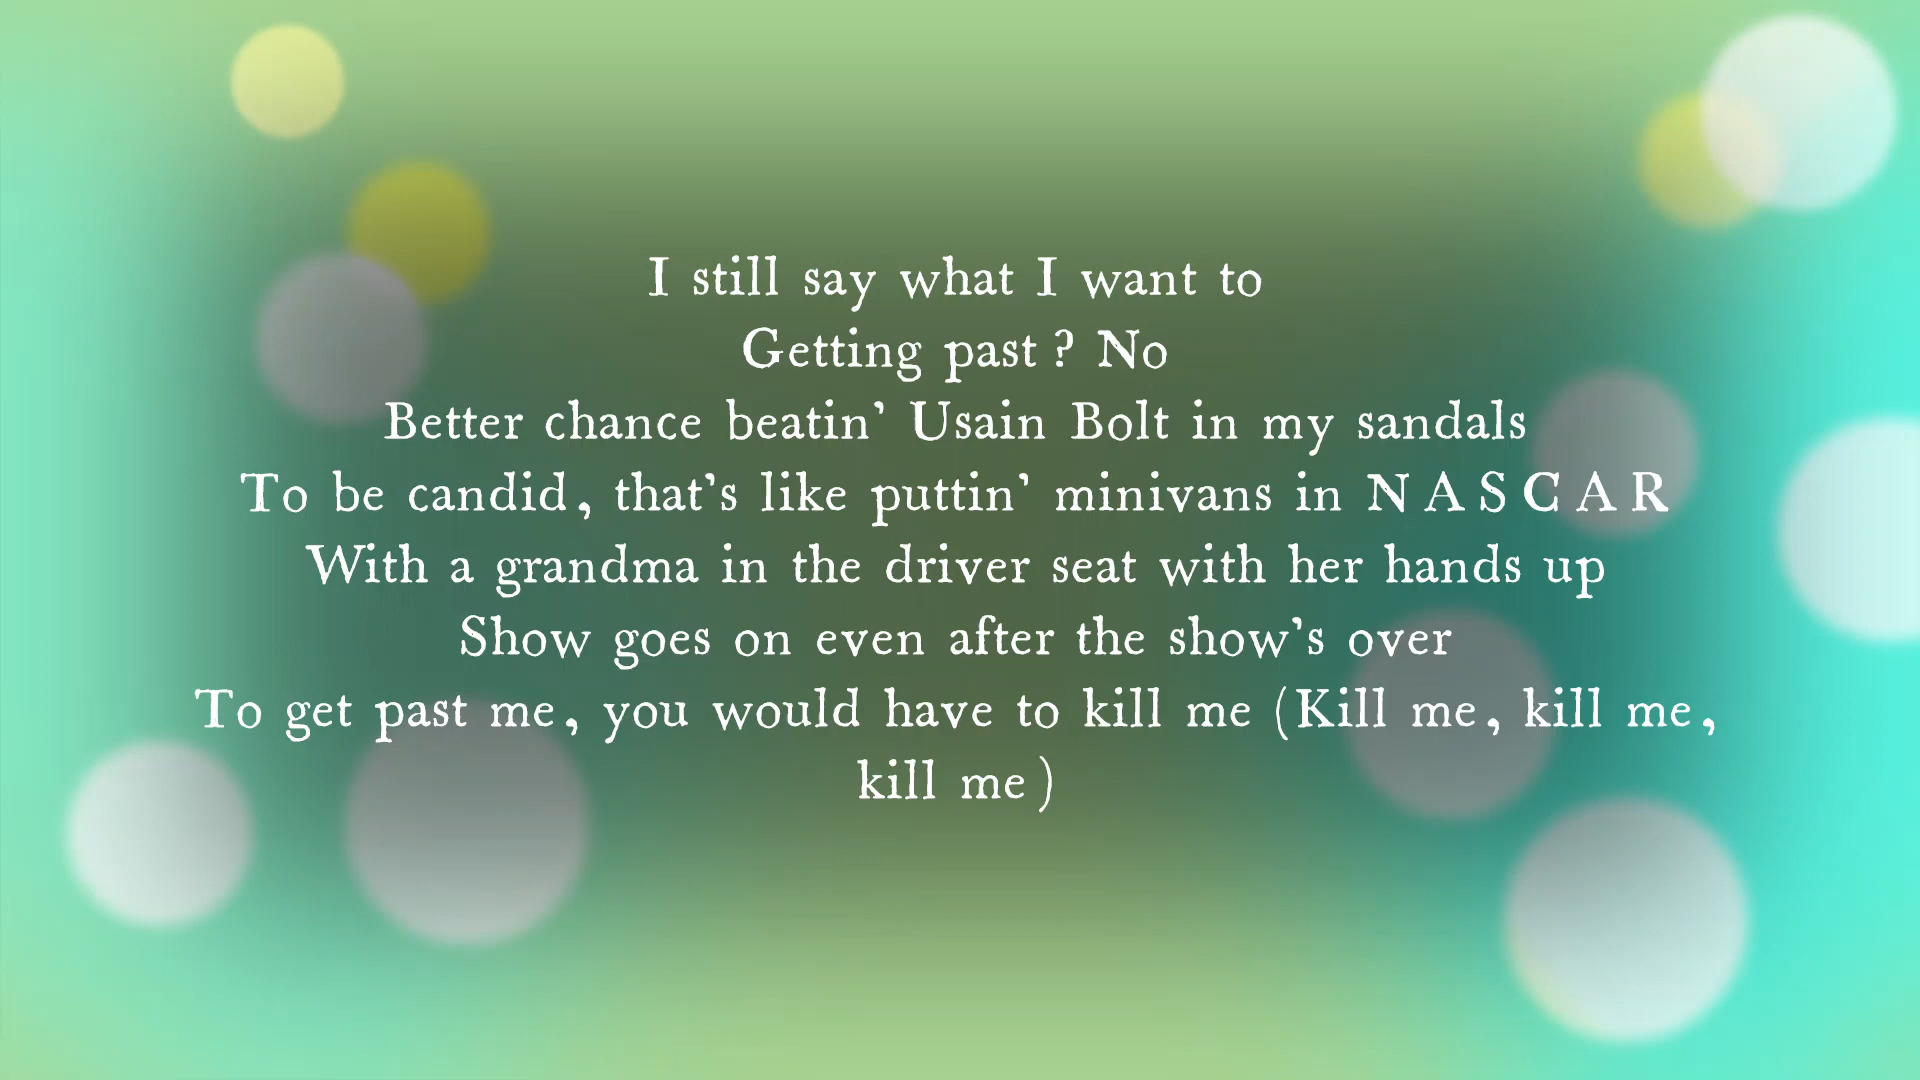 I still say what I want to
Getting past? No
Better chance beatin' Usain Bolt in my sandals
To be candid, that's like puttin' minivans in NASCAR
With a grandma in the driver seat with her hands up
Show goes on even after the show's over
To get past me, you would have to kill me (Kill me, kill me,
kill me)